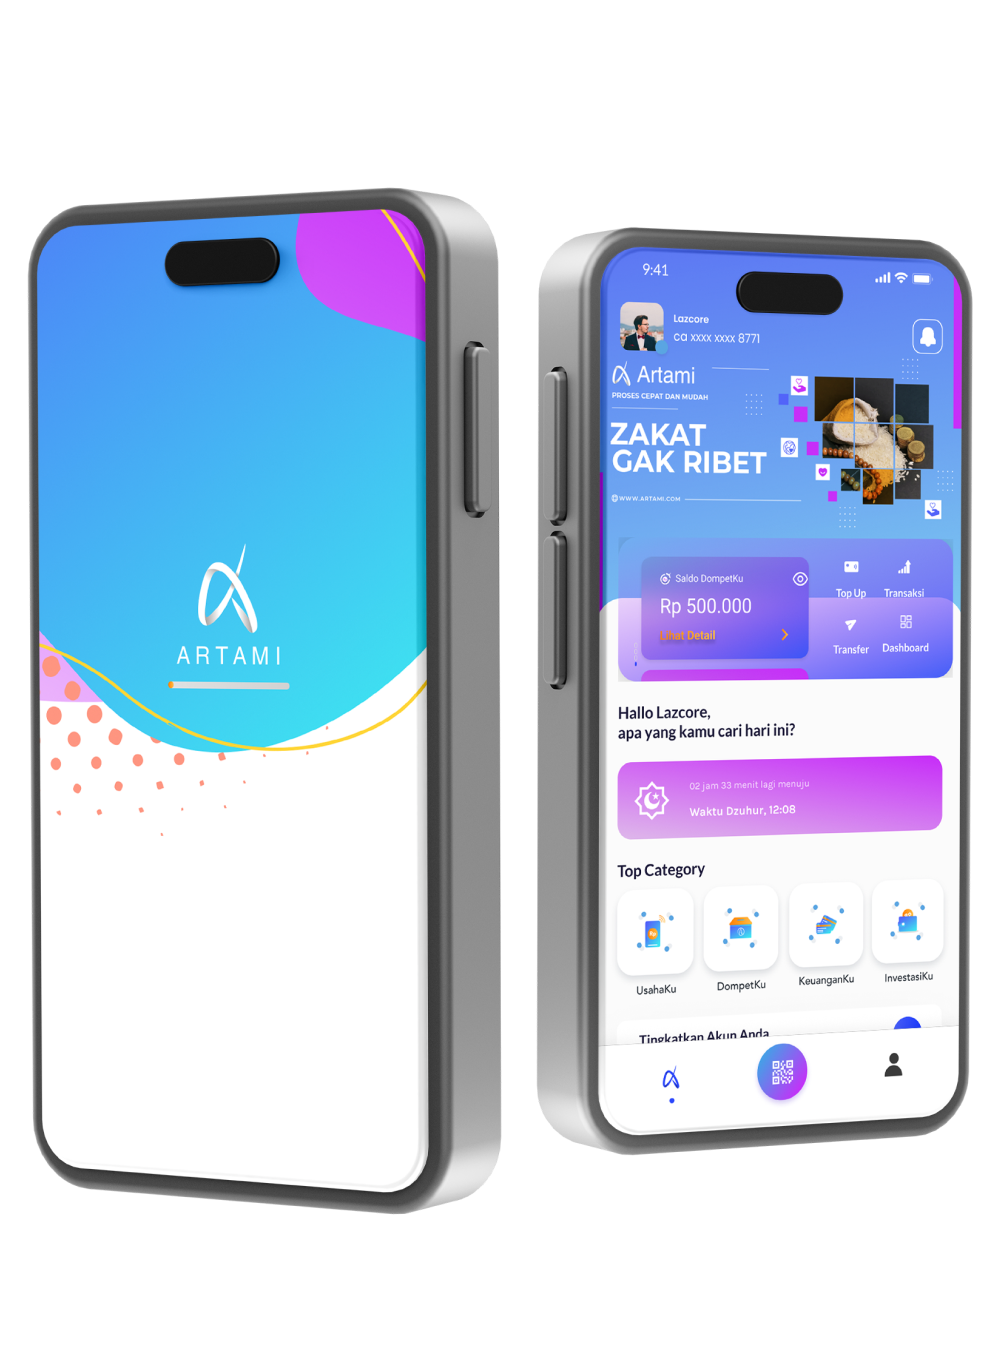 ARTAMI
9:41
Lazcore
ca xxxx xxxx 8771
Artami
PROSES CEPAT DAN MUDAH
ZAKAT
GAK RIBET
WWW.ARTAMI.COM
Saldo DompetKu
Rp 500.000
Lihat Detail
Top Up
Transaksi
Transfer
Dashboard
Hallo Lazcore,
apa yang kamu cari hari ini?
02 jam 33 menit lagi menuju
Waktu Dzuhur, 12:08
Top Category
UsahaKu
DompetKu
KeuanganKu
InvestasiKu
Tingkatkan Akun Anda